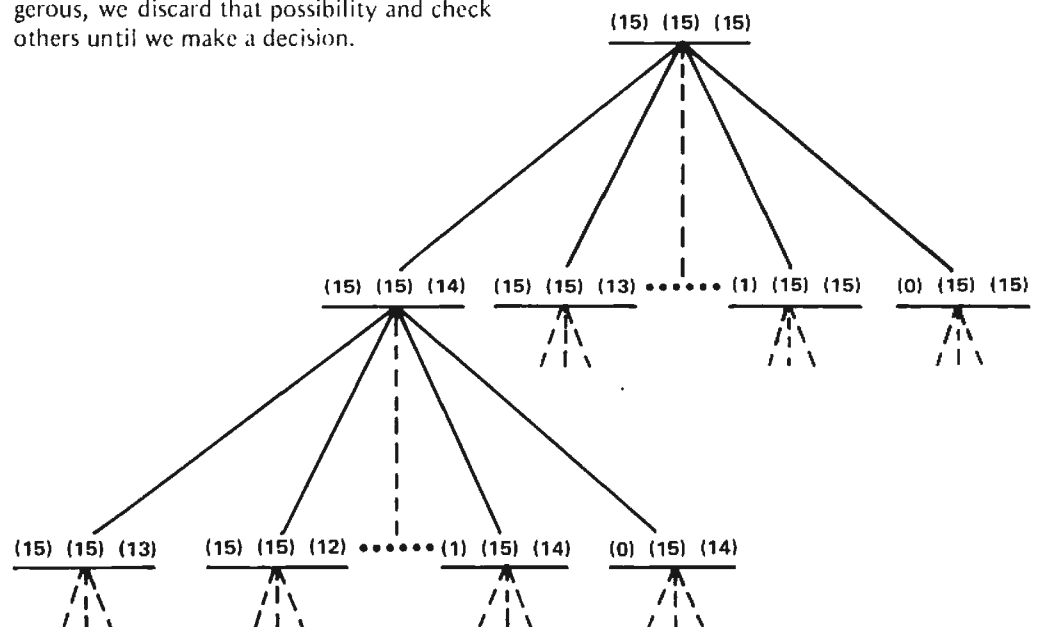 gerous, we discard that possibility and check
others until we make a decision.
(15) (15) (15)
(15) (15) (14) (15) (15) (13) •••••• (1) (15) (15) (0) (15) (15)
(15) (15) (13) (15) (15) (12) •••••• (1) (15) (14) (0) (15) (14)